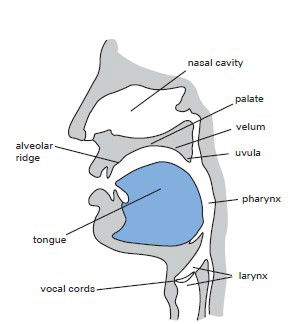 nasal cavity
palate
velum
alveolar
ridge
uvula
pharynx
tongue
larynx
vocal cords